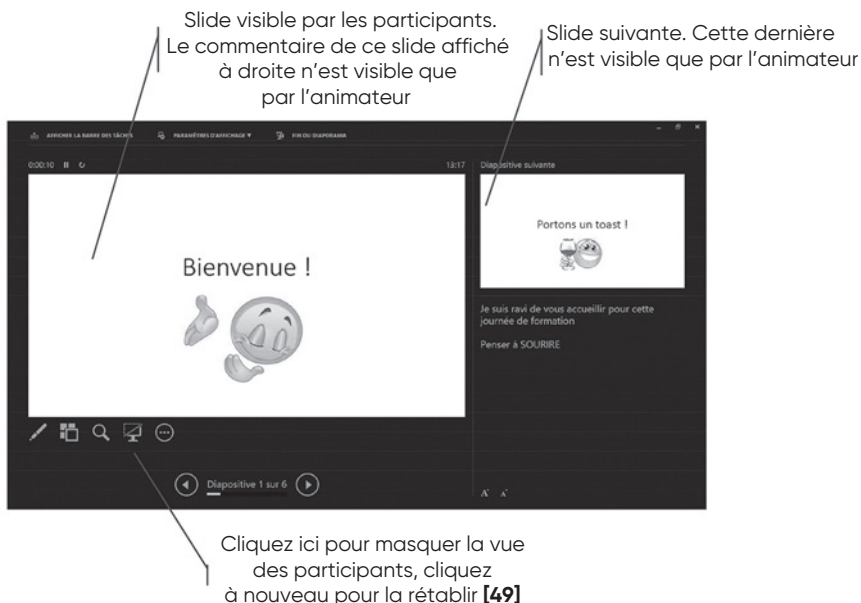 Slide visible par les participants.
Le commentaire de ce slide affiché
à droite n’est visible que
par l’animateur
Slide suivante. Cette dernière
n’est visible que par l’animateur
AFFICHER LA BARRE DES TÂCHES
PARAMÈTRES D'AFFICHAGE
FIN DU DIAPORAMA
0:00:10
13:17
Diapositive suivante
Bienvenue !
Portons un toast !
Je suis ravi de vous accueillir pour cette
journée de formation
Penser à SOURIRE
Diapositive 1 sur 6
A A
Cliquez ici pour masquer la vue
des participants, cliquez
à nouveau pour la rétablir [49]